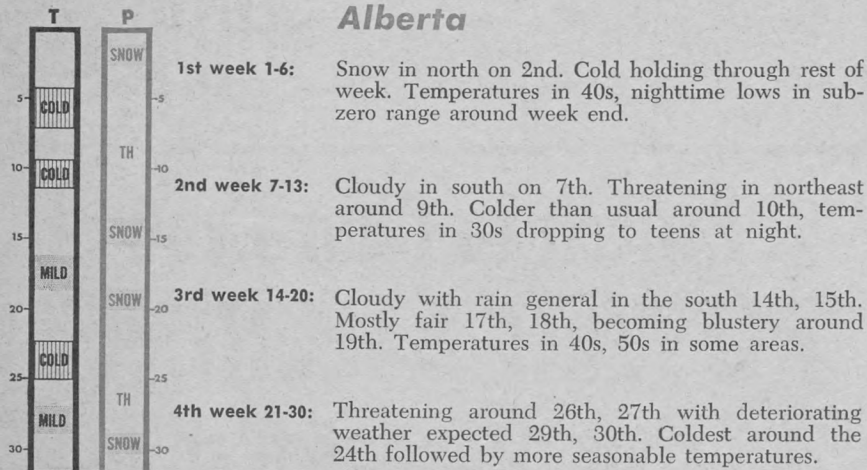 T P
Alberta
SNOW
1st week 1-6: Snow in north on 2nd. Cold holding through rest of
week. Temperatures in 40s, nighttime lows in sub-
zero range around week end.
5- COLD -5
TH
10- COLD -10
2nd week 7-13: Cloudy in south on 7th. Threatening in northeast
around 9th. Colder than usual around 10th, tem-
peratures in 30s dropping to teens at night.
SNOW
15- -15
MILD
SNOW
20- -20
3rd week 14-20: Cloudy with rain general in the south 14th, 15th.
Mostly fair 17th, 18th, becoming blustery around
19th. Temperatures in 40s, 50s in some areas.
COLD
25- -25
TH
MILD
4th week 21-30: Threatening around 26th, 27th with deteriorating
weather expected 29th, 30th. Coldest around the
24th followed by more seasonable temperatures.
SNOW
30- -30